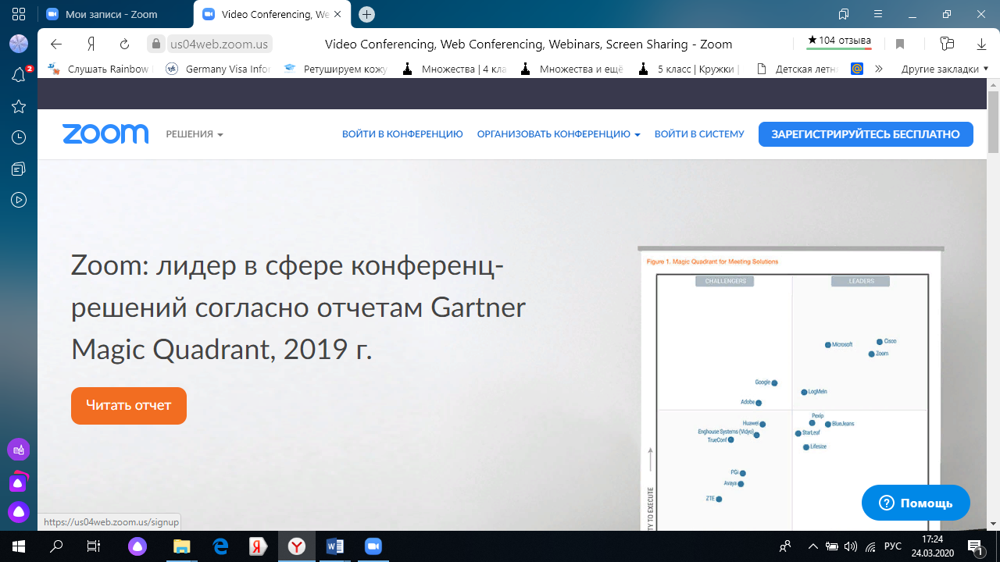 Мои записи - Zoom
Video Conferencing, We
2
us04web.zoom.us
Video Conferencing, Web Conferencing, Webinars, Screen Sharing - Zoom
★104 отзыва
Слушать Rainbow
Germany Visa Infor
Ретушируем кожу
Множества | 4 кла
Множества и ещё
5 класс | Кружки |
Детская летн
Другие закладки
zoom
РЕШЕНИЯ
ВОЙТИ В КОНФЕРЕНЦИЮ
ОРГАНИЗОВАТЬ КОНФЕРЕНЦИЮ
ВОЙТИ В СИСТЕМУ
ЗАРЕГИСТРИРУЙТЕСЬ БЕСПЛАТНО
Zoom: лидер в сфере конференц-
решений согласно отчетам Gartner
Magic Quadrant, 2019 г.
Читать отчет
Figure 1. Magic Quadrant for Meeting Solutions
CHALLENGERS
LEADERS
Microsoft
Cisco
Zoom
Google
LogMeIn
Adobe
Pexip
Huawei
BlueJeans
Enghouse Systems (Vidyo)
StarLeaf
TrueConf
Lifesize
PGi
Avaya
ZTE
TY TO EXECUTE
Помощь
https://us04web.zoom.us/signup
РУС
17:24
24.03.2020
1